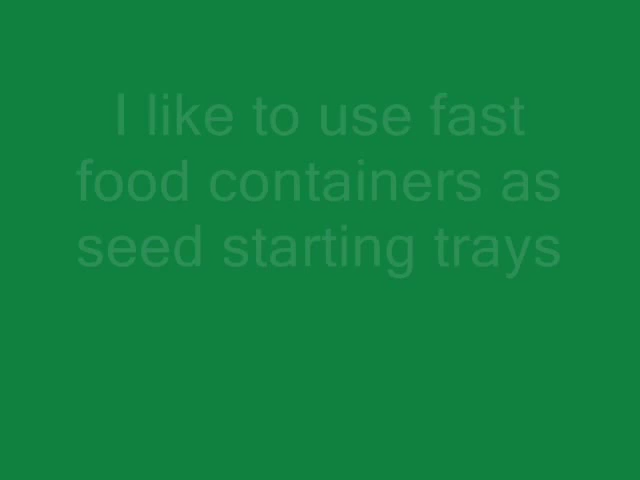 I like to use fast
food containers as
seed starting trays